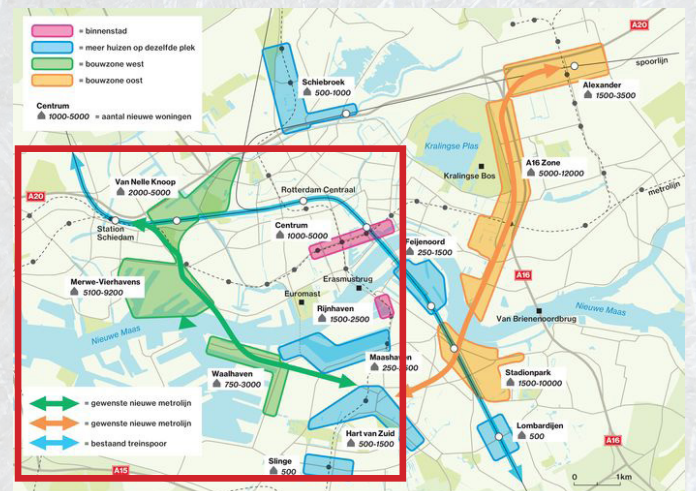 = binnenstad
= meer huizen op dezelfde plek
= bouwzone west
= bouwzone oost
Centrum
1000-5000 = aantal nieuwe woningen
A20
spoorlijn
Schiebroek
500-1000
Alexander
1500-3500
Kralingse Plas
Kralingse Bos
A16 Zone
5000-12000
metrolijn
Van Nelle Knoop
2000-5000
A20
Rotterdam Centraal
Station
Schiedam
Centrum
1000-5000
Feijenoord
250-1500
Merwe-Vierhavens
5100-9200
Erasmusbrug
Euromast
A16
Rijnhaven
1500-2500
Nieuwe Maas
Nieuwe Maas
Van Brienenoordbrug
Maashaven
Waalhaven
750-3000
Stadionpark
1500-10000
= gewenste nieuwe metrolijn
= gewenste nieuwe metrolijn
= bestaand treinspoor
Hart van Zuid
500-1500
Lombardijen
500
A16
Slinge
500
A15
0 1km